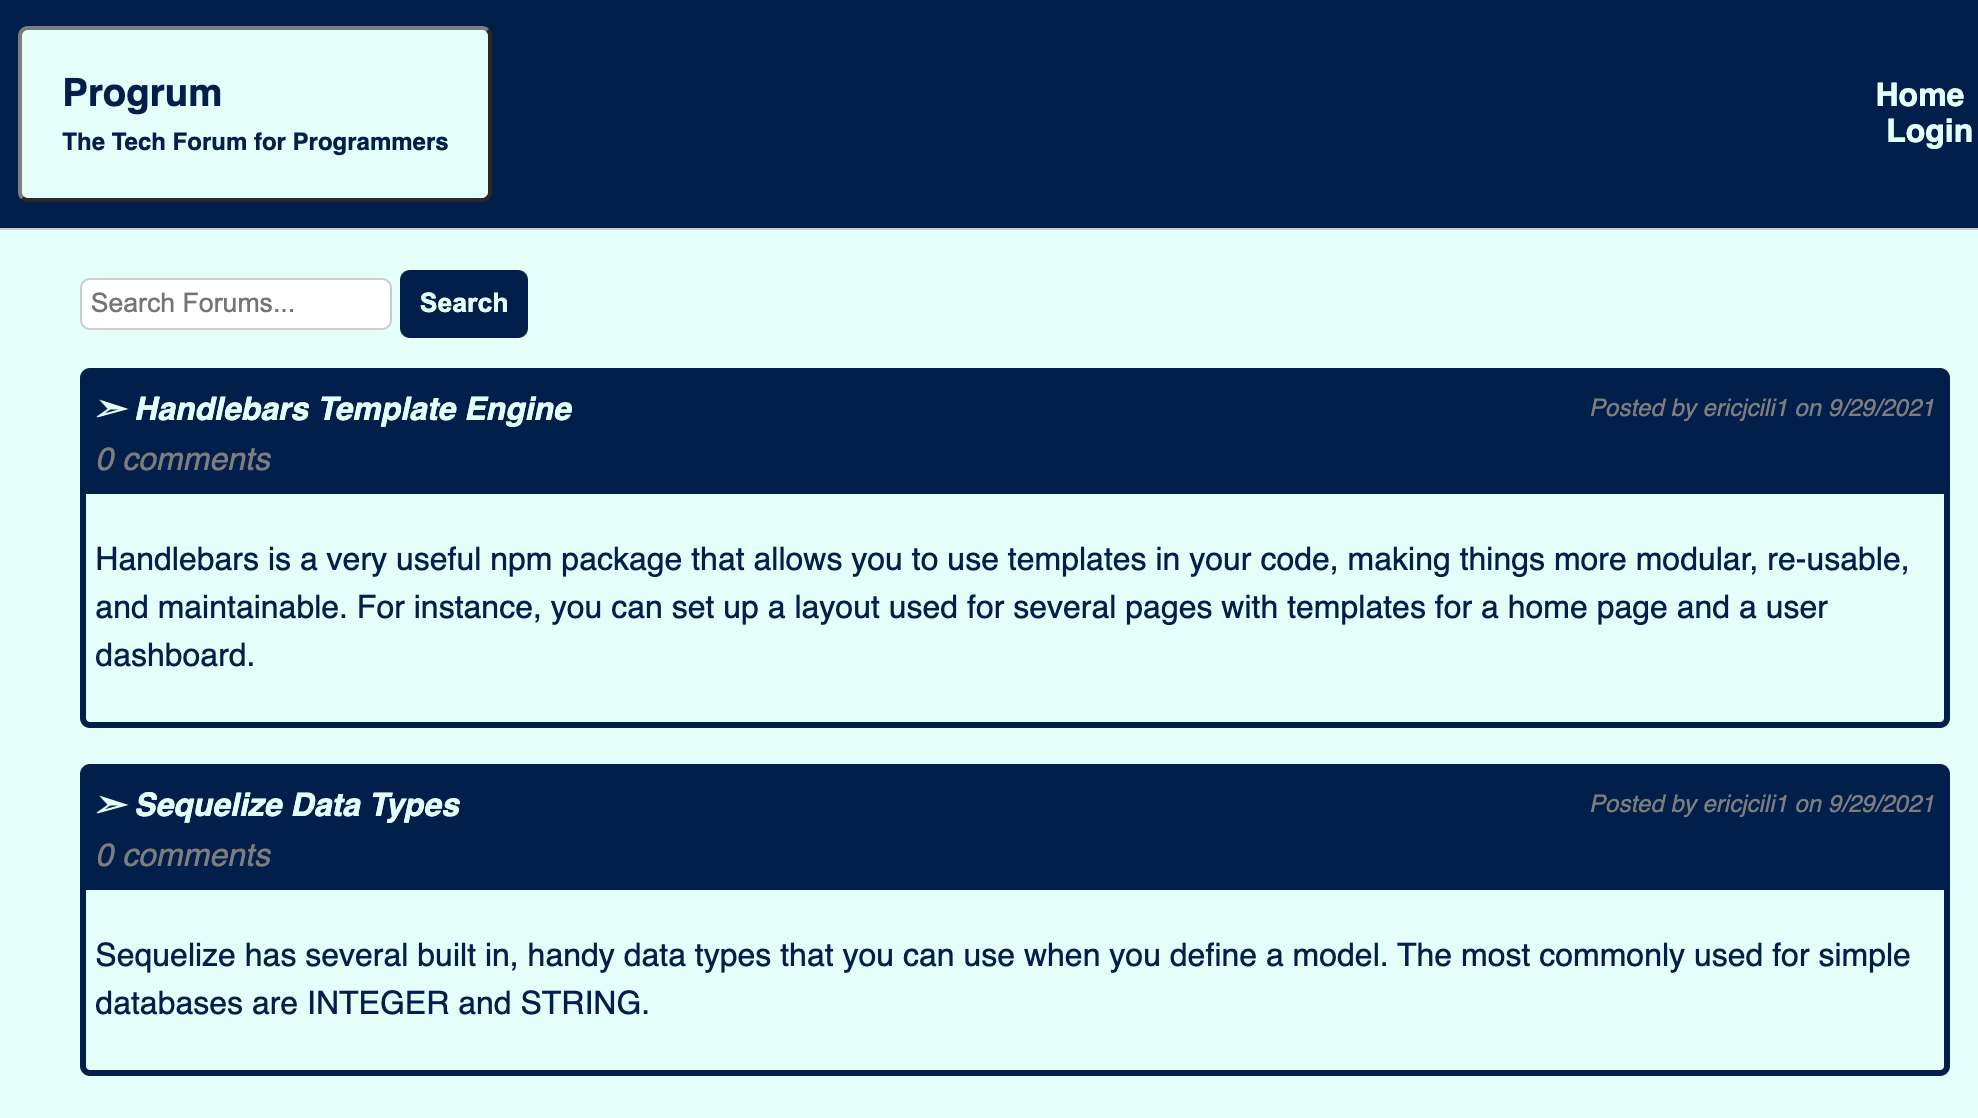 Progrum
The Tech Forum for Programmers
Home
Login
Search Forums...
Search
➢ Handlebars Template Engine
Posted by ericjcili1 on 9/29/2021
0 comments
Handlebars is a very useful npm package that allows you to use templates in your code, making things more modular, re-usable,
and maintainable. For instance, you can set up a layout used for several pages with templates for a home page and a user
dashboard.
➢ Sequelize Data Types
Posted by ericjcili1 on 9/29/2021
0 comments
Sequelize has several built in, handy data types that you can use when you define a model. The most commonly used for simple
databases are INTEGER and STRING.